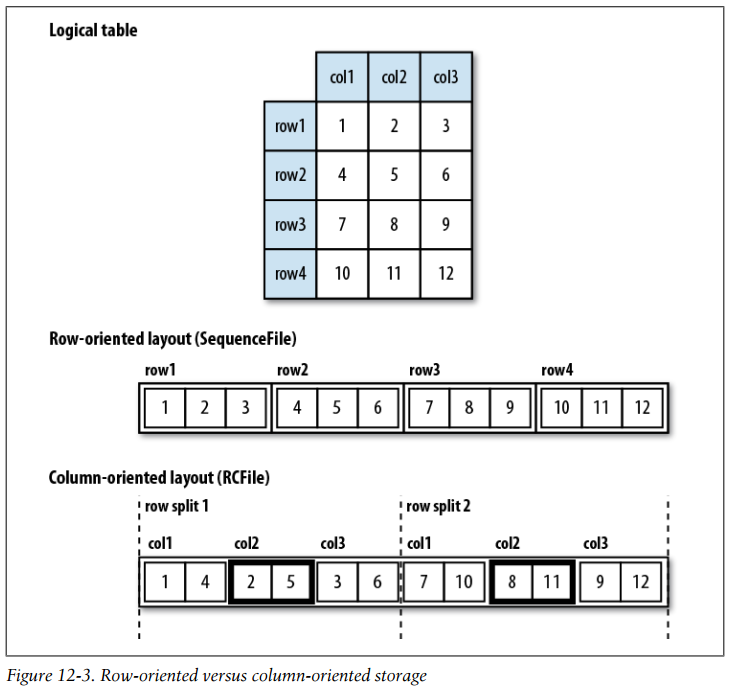 Logical table
col1 col2 col3
row1 1 2 3
row2 4 5 6
row3 7 8 9
row4 10 11 12
Row-oriented layout (SequenceFile)
row1 row2 row3 row4
1 2 3 4 5 6 7 8 9 10 11 12
Column-oriented layout (RCFile)
row split 1 row split 2
col1 col2 col3 col1 col2 col3
1 4 2 5 3 6 7 10 8 11 9 12
Figure 12-3. Row-oriented versus column-oriented storage